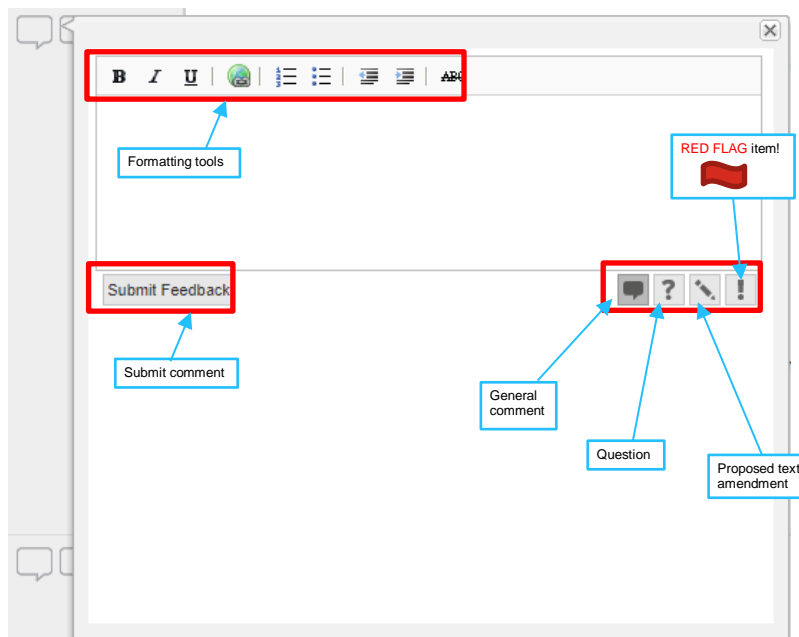 B I U ABC
Formatting tools
RED FLAG item!
Submit Feedback
?
!
Submit comment
General
comment
Question
Proposed text
amendment